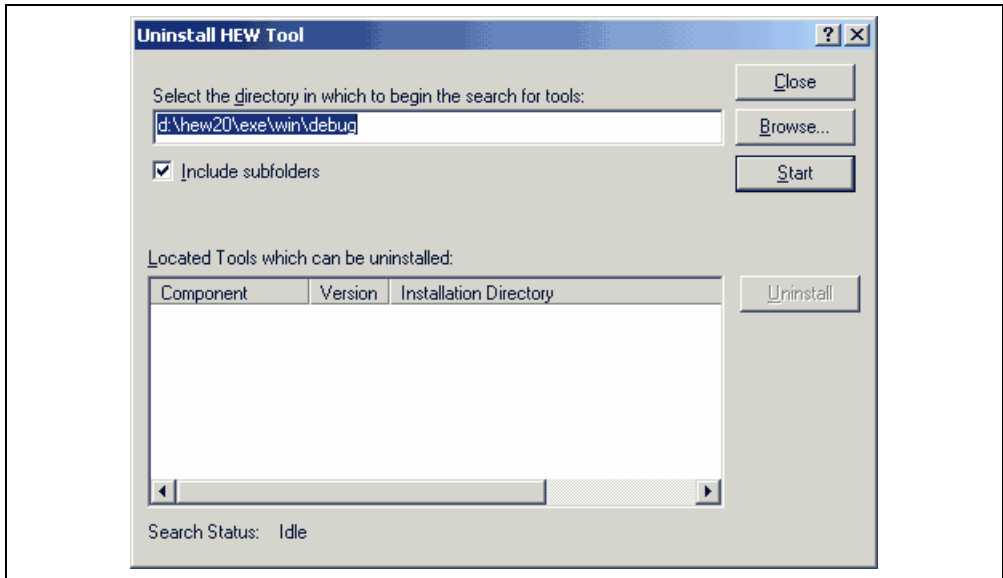 Uninstall HEW Tool
Close
Select the directory in which to begin the search for tools:
d:\hew20\exe\win\debug
Browse...
Include subfolders
Start
Located Tools which can be uninstalled:
Component Version Installation Directory
Uninstall
Search Status: Idle